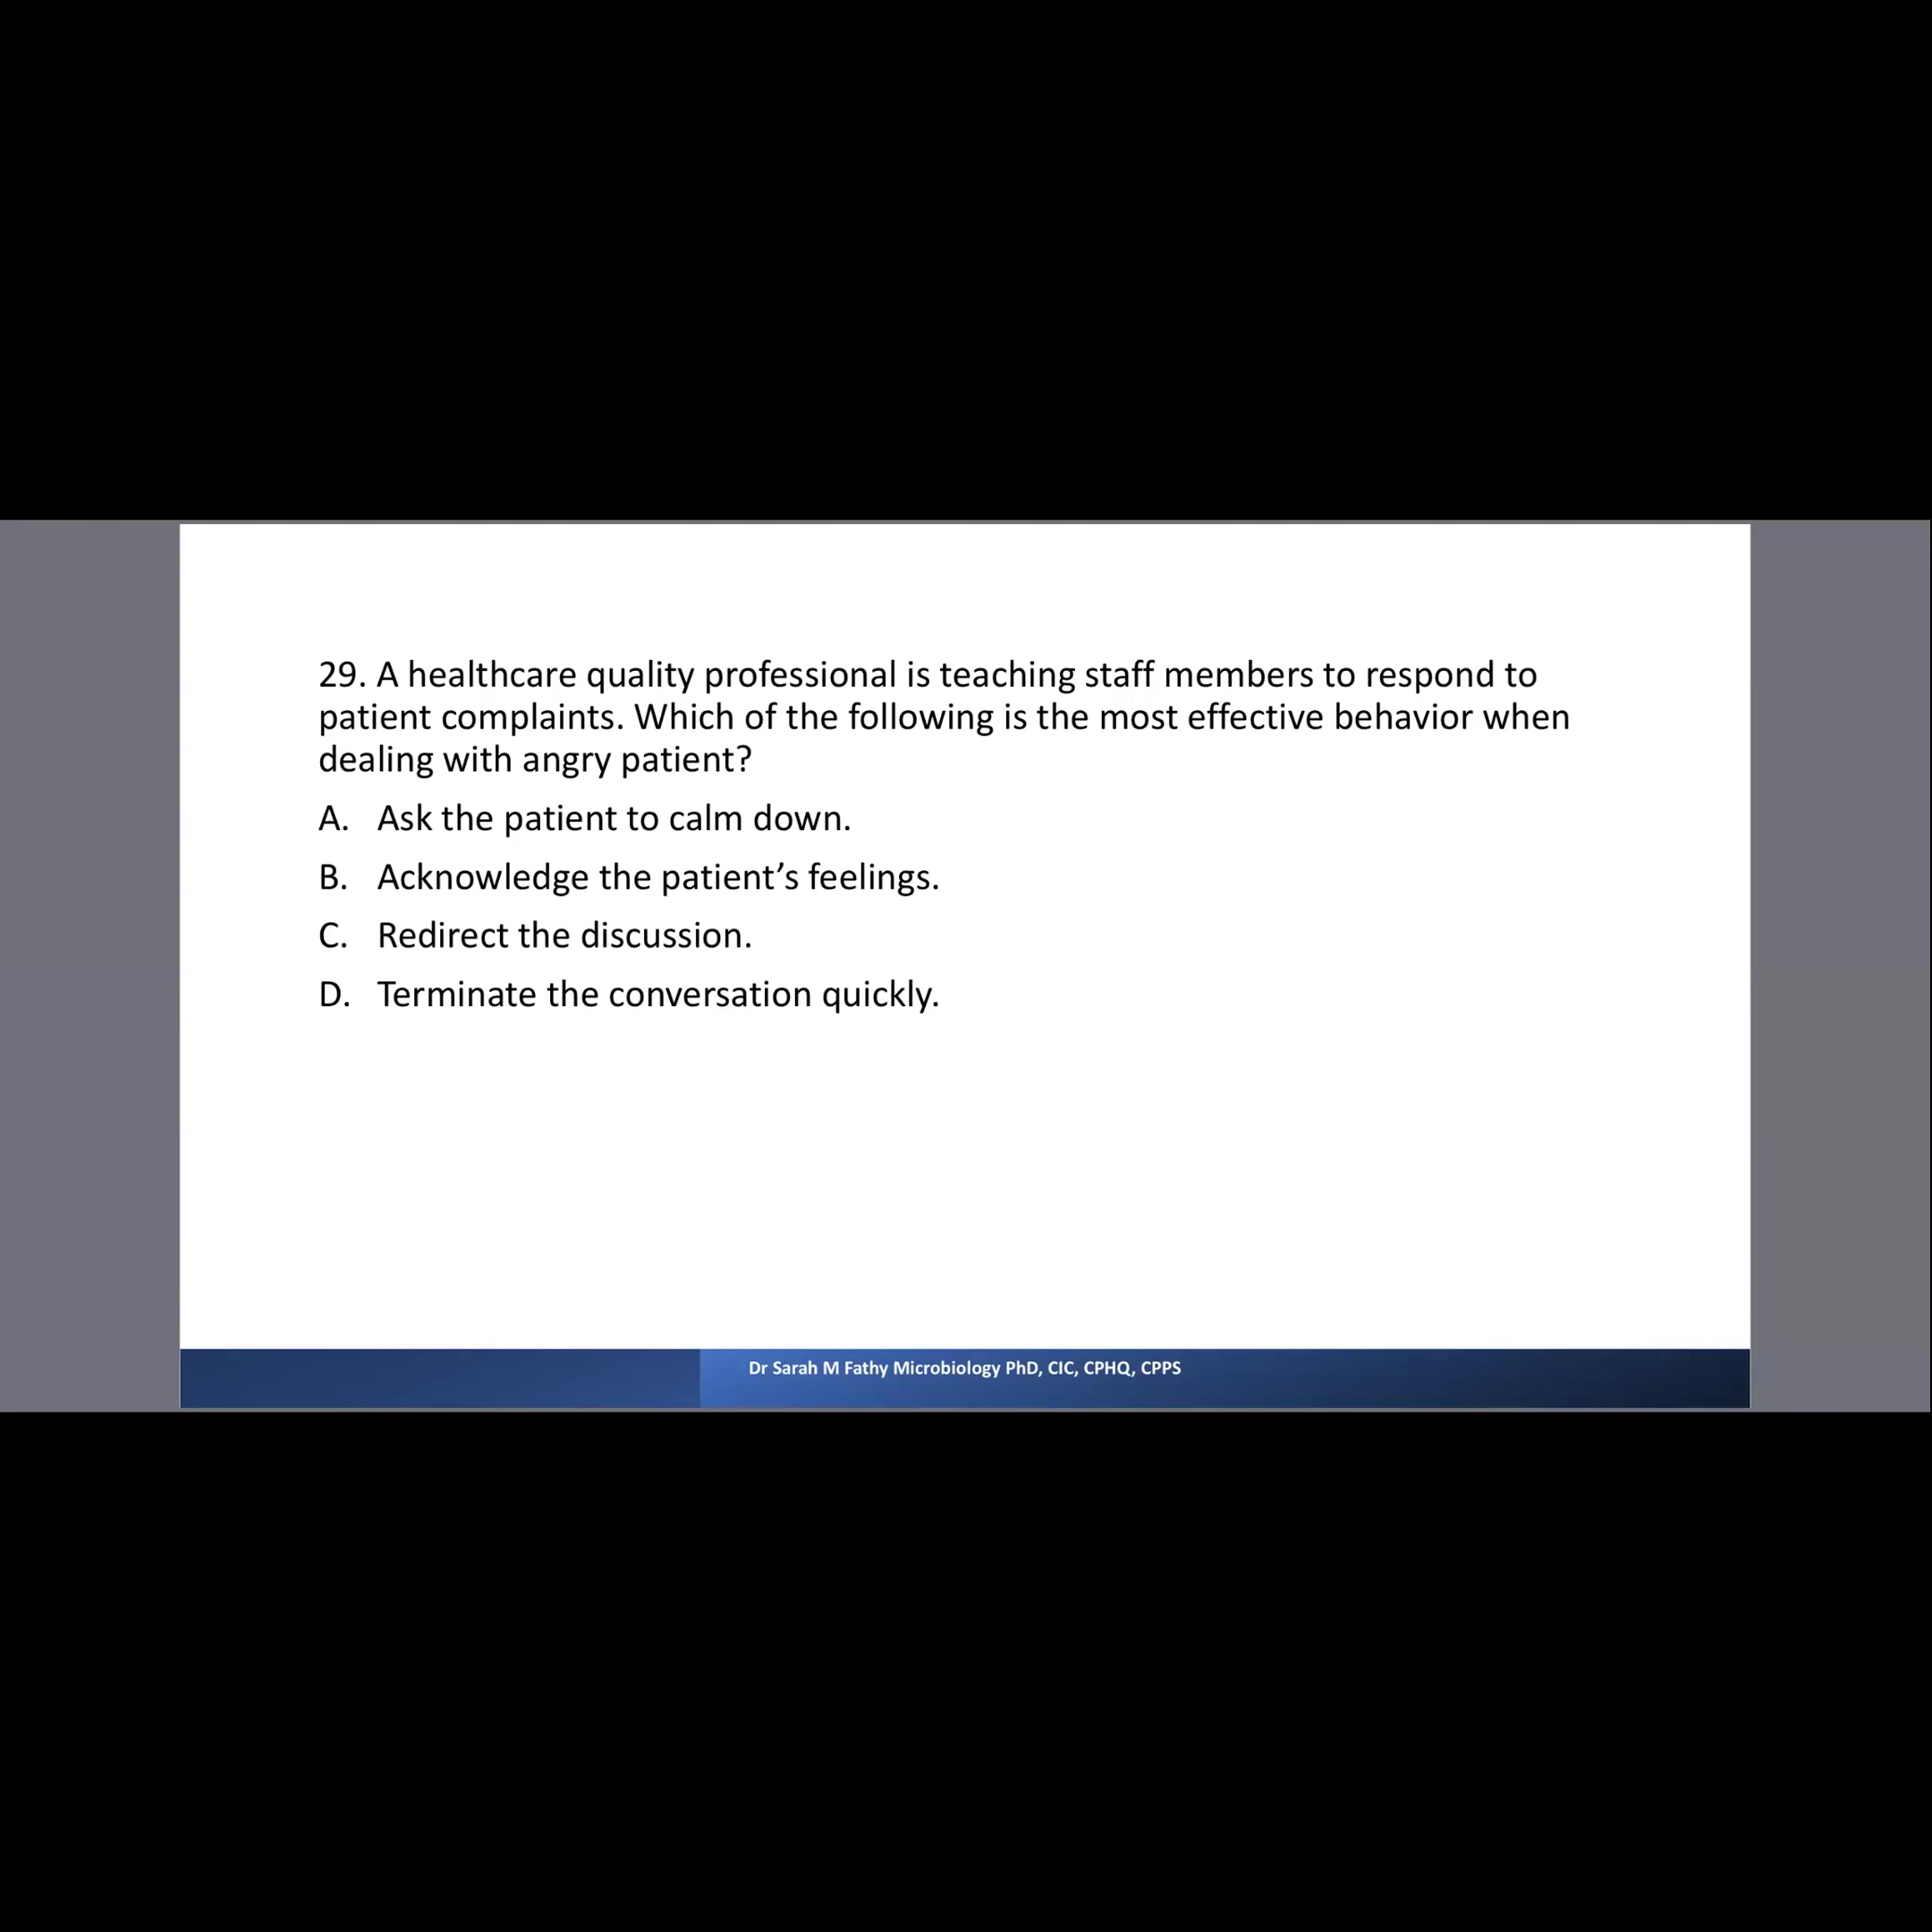 29. A healthcare quality professional is teaching staff members to respond to
patient complaints. Which of the following is the most effective behavior when
dealing with angry patient?
A. Ask the patient to calm down.
B. Acknowledge the patient’s feelings.
C. Redirect the discussion.
D. Terminate the conversation quickly.
Dr Sarah M Fathy Microbiology PhD, CIC, CPHQ, CPPS